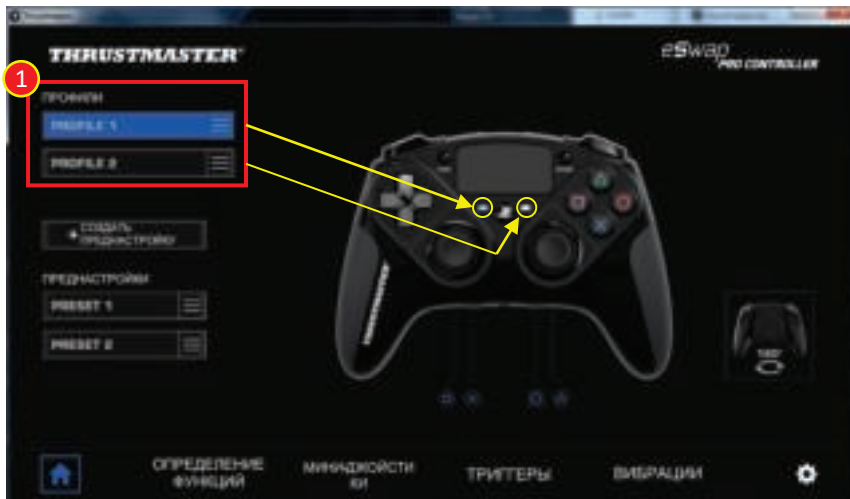 THRUSTMASTER
eSwap
PRO CONTROLLER
1
ПРОФИЛИ
PROFILE 1
PROFILE 2
+ СОЗДАТЬ
ПРЕДНАСТРОЙКУ
ПРЕДНАСТРОЙКИ
PRESET 1
PRESET 2
180°
ОПРЕДЕЛЕНИЕ
ФУНКЦИЙ
МИНИДЖОЙСТИ
КИ
ТРИГГЕРЫ
ВИБРАЦИИ